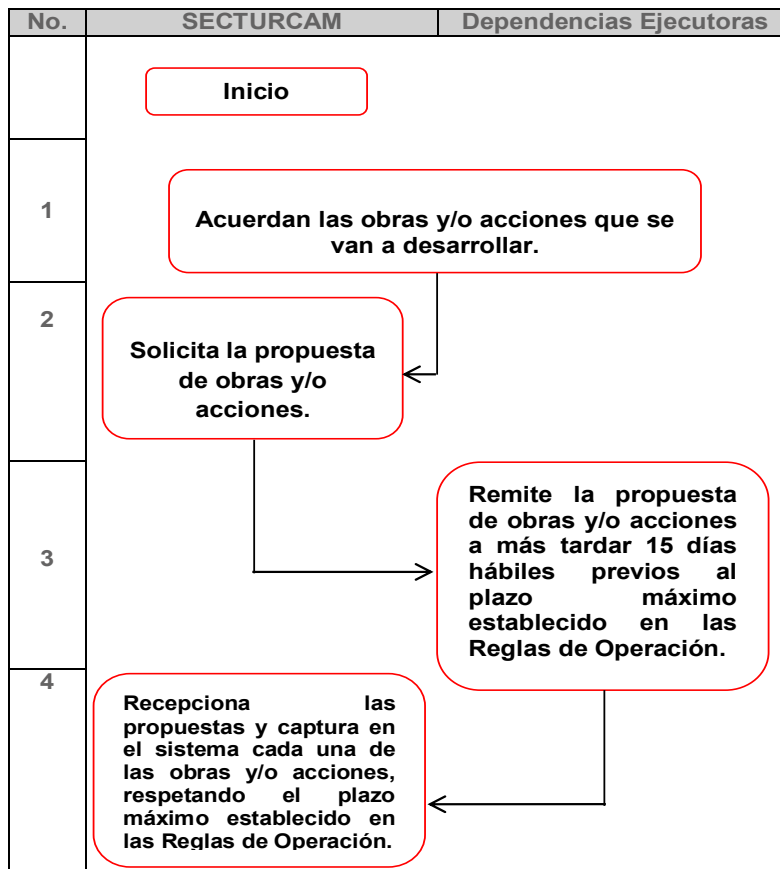 No. SECTURCAM Dependencias Ejecutoras
Inicio
1
Acuerdan las obras y/o acciones que se
van a desarrollar.
2
Solicita la propuesta
de obras y/o
acciones.
3
Remite la propuesta
de obras y/o acciones
a más tardar 15 días
hábiles previos al
plazo máximo
establecido en las
Reglas de Operación.
4
Recepciona las
propuestas y captura en
el sistema cada una de
las obras y/o acciones,
respetando el plazo
máximo establecido en
las Reglas de Operación.